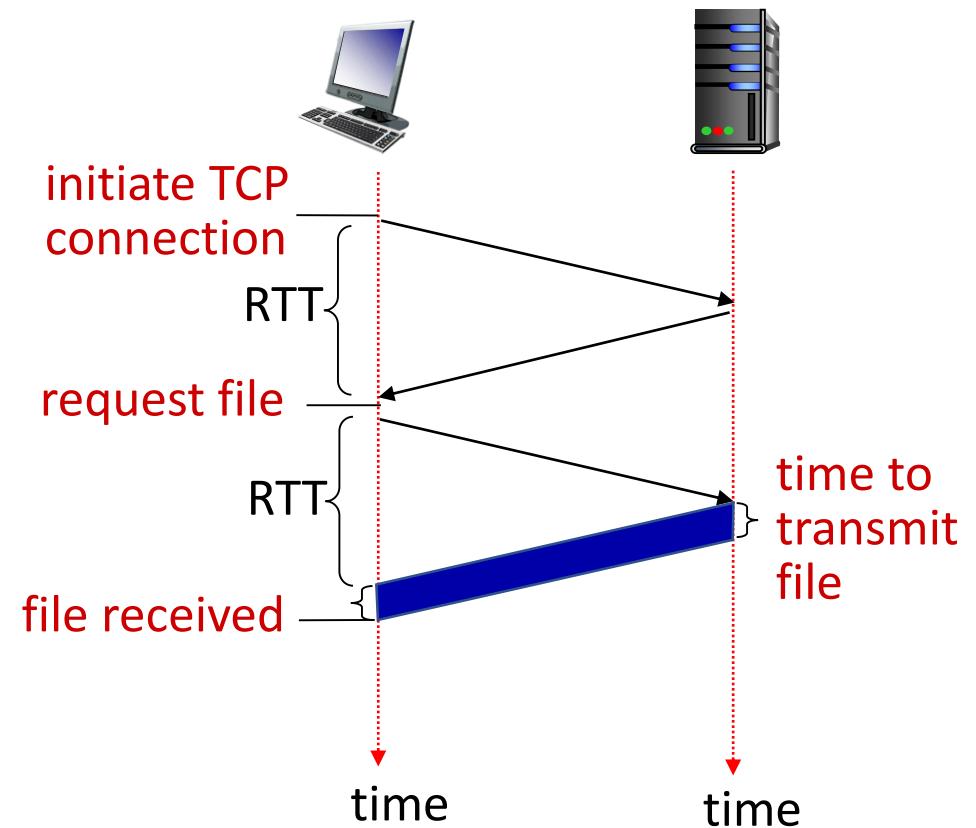 initiate TCP
connection
RTT
request file
RTT
time to
transmit
file
file received
time
time